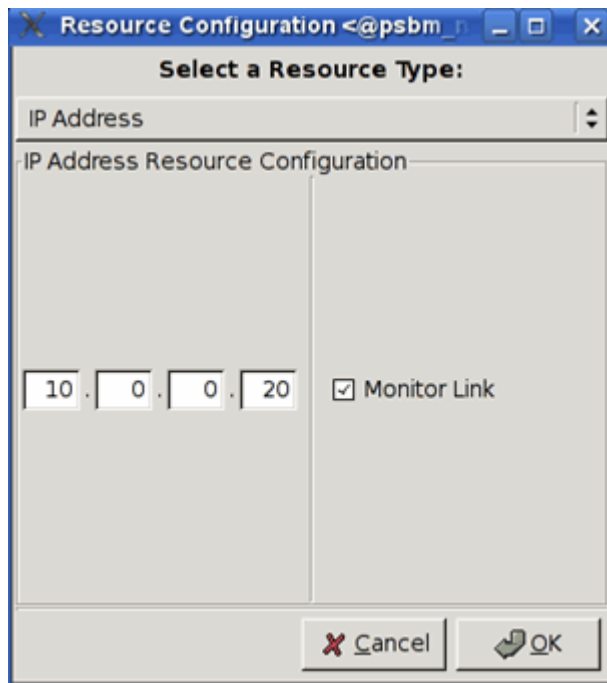 Resource Configuration <@psbm_
Select a Resource Type:
IP Address
IP Address Resource Configuration
10 . 0 . 0 . 20
Monitor Link
Cancel
OK